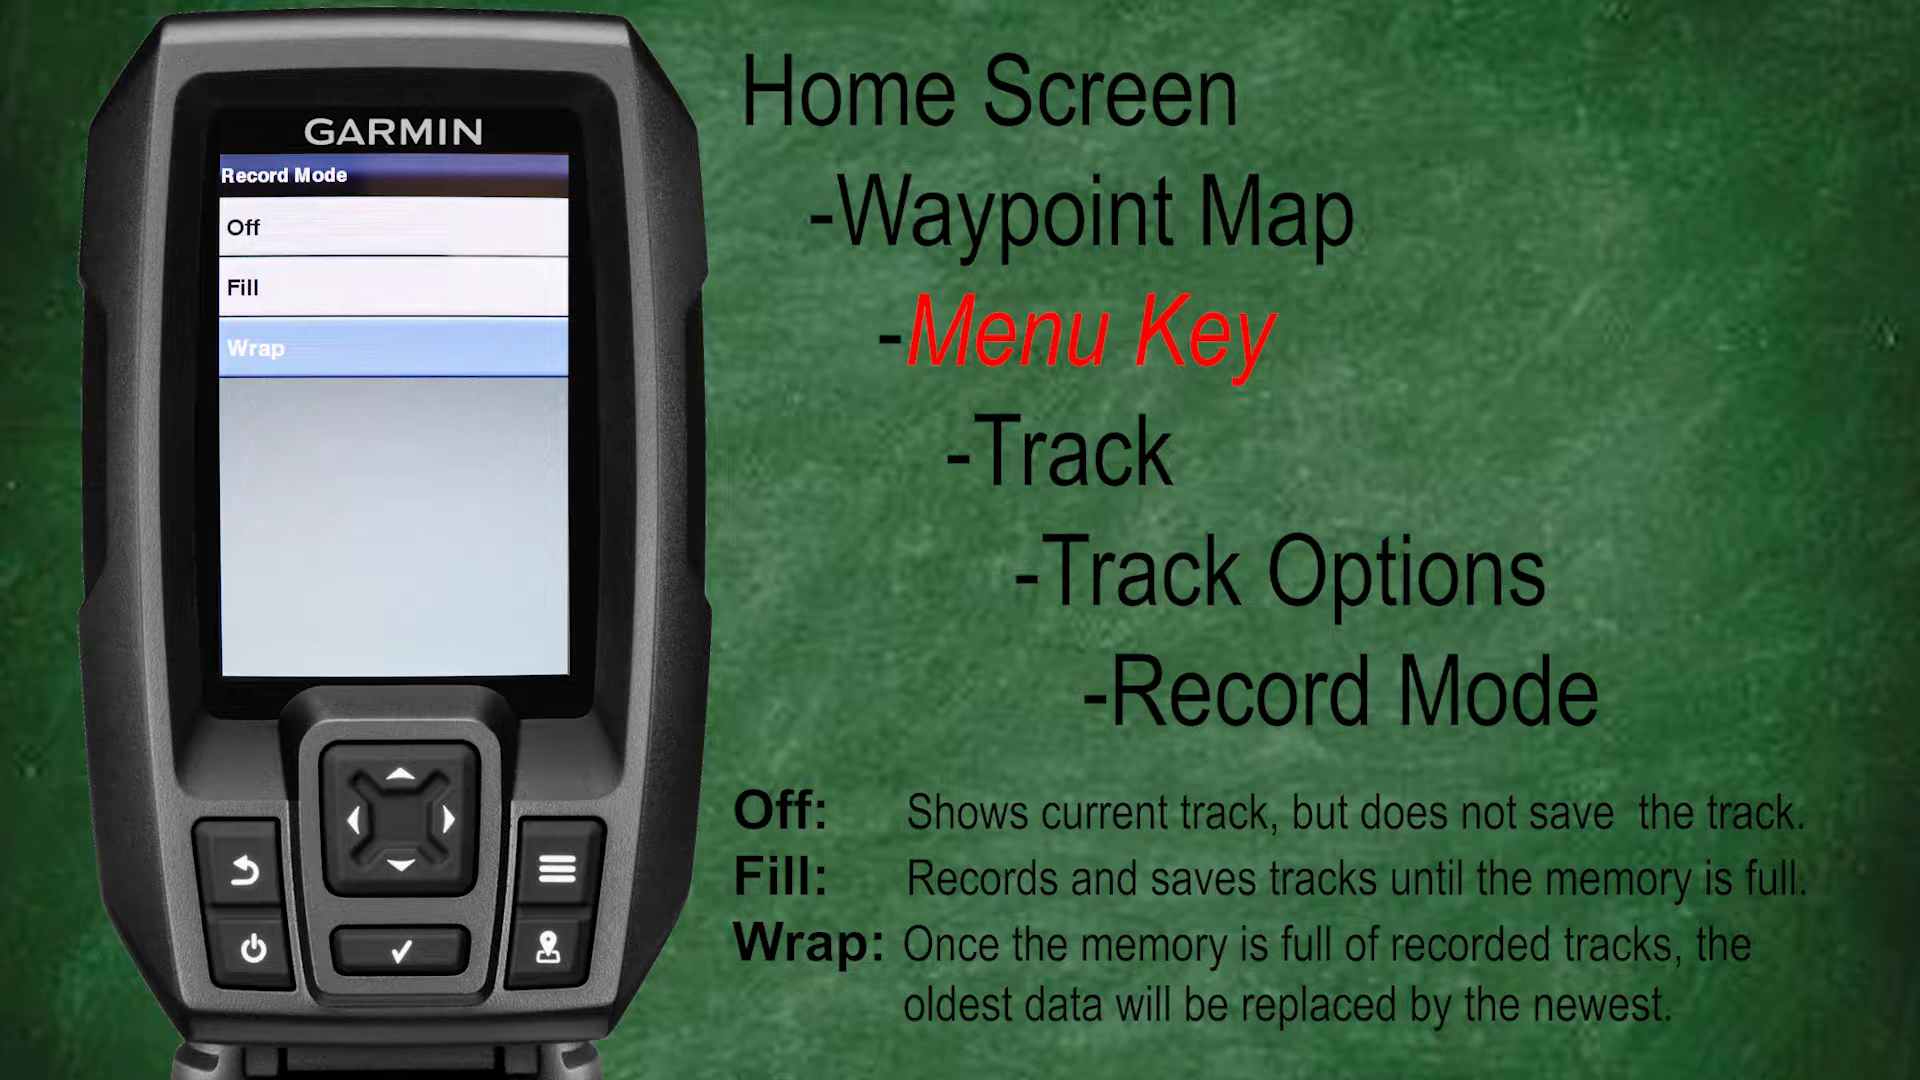 GARMIN
Record Mode
Off
Fill
Wrap
Home Screen
-Waypoint Map
-Menu Key
-Track
-Track Options
-Record Mode
Off: Shows current track, but does not save the track.
Fill: Records and saves tracks until the memory is full.
Wrap: Once the memory is full of recorded tracks, the
oldest data will be replaced by the newest.